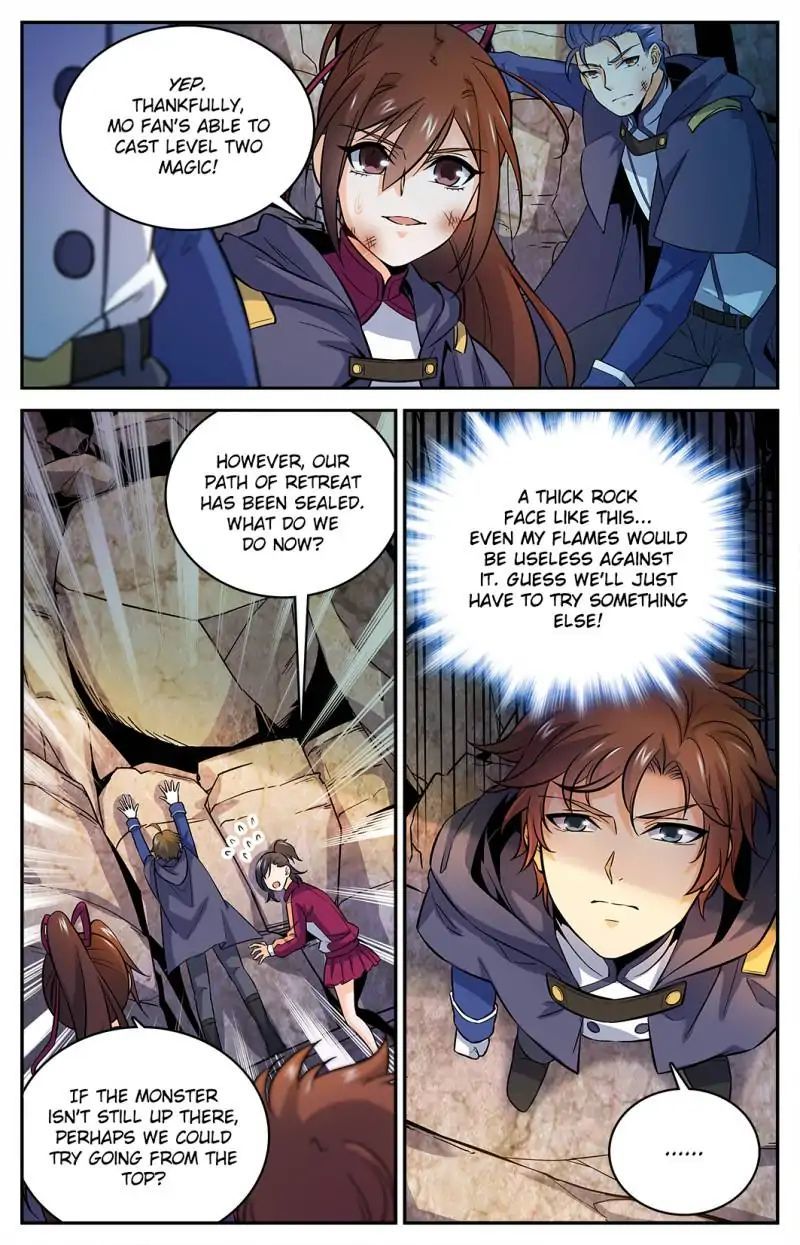 YEP.
THANKFULLY,
MO FAN'S ABLE TO
CAST LEVEL TWO
MAGIC!
HOWEVER, OUR
PATH OF RETREAT
HAS BEEN SEALED.
WHAT DO WE
DO NOW?
IF THE MONSTER
ISN'T STILL UP THERE,
PERHAPS WE COULD
TRY GOING FROM THE
TOP?
A THICK ROCK
FACE LIKE THIS...
EVEN MY FLAMES WOULD
BE USELESS AGAINST
IT. GUESS WE'LL JUST
HAVE TO TRY SOMETHING
ELSE!
......